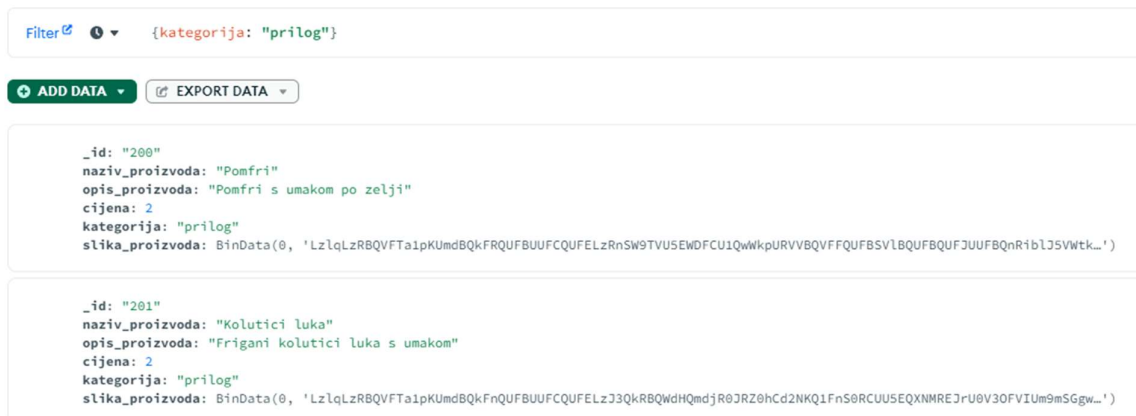 Filter {kategorija: "prilog"}
ADD DATA EXPORT DATA
_id: "200"
naziv_proizvoda: "Pomfri"
opis_proizvoda: "Pomfri s umakom po zelji"
cijena: 2
kategorija: "prilog"
slika_proizvoda: BinData(0, 'LzlqLzRBQVFTa1pKUmdBQkFRQUFBUUFCQUFELzRnSW9TVU5EWDFCU1QwWkpURVVBQVFFQUFBSVlBQUFBQUFJUUFBQnRiblJ5VWtk…')
_id: "201"
naziv_proizvoda: "Kolutici luka"
opis_proizvoda: "Frigani kolutici luka s umakom"
cijena: 2
kategorija: "prilog"
slika_proizvoda: BinData(0, 'LzlqLzRBQVFTa1pKUmdBQkFnQUFBUUFCQUFELzJ3QkRBQWdHQmdjR0JRZ0hCd2NKQ1FnS0RCUU5EQXNMREJrU0V3OFVIUm9mSGgw…')